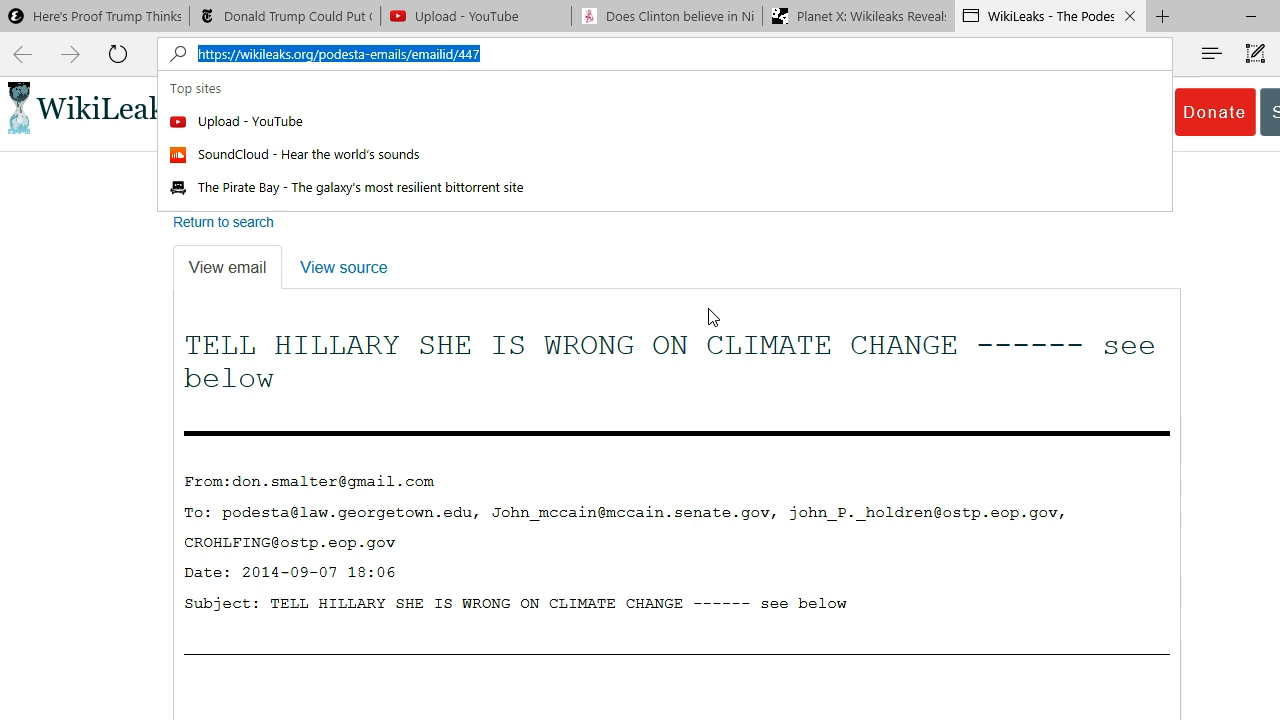 Here's Proof Trump Thinks
Donald Trump Could Put
Upload - YouTube
Does Clinton believe in Ni
Planet X: Wikileaks Reveal
WikiLeaks - The Podes
https://wikileaks.org/podesta-emails/emailid/447
Top sites
WikiLeak
Donate S
Upload - YouTube
SoundCloud - Hear the world's sounds
The Pirate Bay - The galaxy's most resilient bittorrent site
Return to search
View email View source
TELL HILLARY SHE IS WRONG ON CLIMATE CHANGE ------ see
below
From:don.smalter@gmail.com
To: podesta@law.georgetown.edu, John_mccain@mccain.senate.gov, john_P._holdren@ostp.eop.gov,
CROHLFING@ostp.eop.gov
Date: 2014-09-07 18:06
Subject: TELL HILLARY SHE IS WRONG ON CLIMATE CHANGE ------ see below